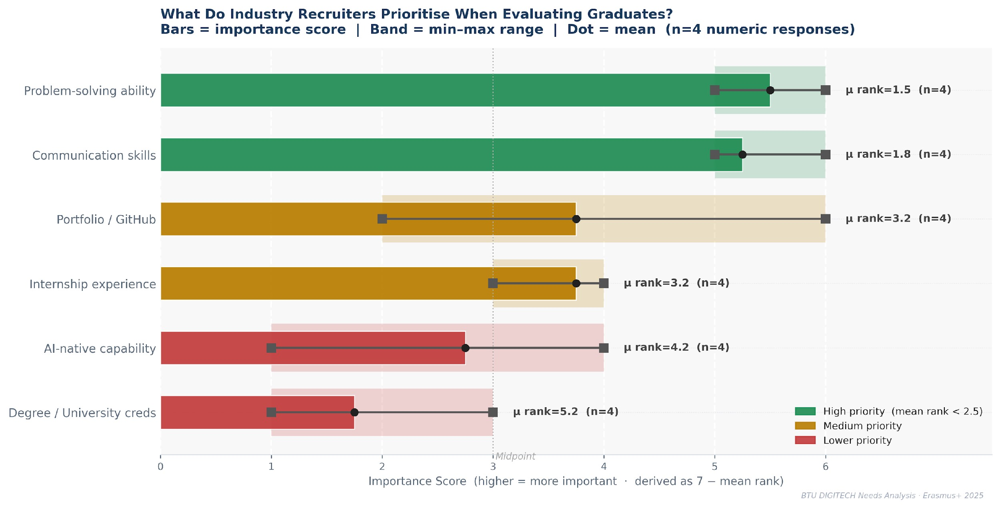 What Do Industry Recruiters Prioritise When Evaluating Graduates?
Bars = importance score | Band = min–max range | Dot = mean (n=4 numeric responses)
Problem-solving ability
μ rank=1.5 (n=4)
Communication skills
μ rank=1.8 (n=4)
Portfolio / GitHub
μ rank=3.2 (n=4)
Internship experience
μ rank=3.2 (n=4)
AI-native capability
μ rank=4.2 (n=4)
Degree / University creds
μ rank=5.2 (n=4)
High priority (mean rank < 2.5)
Medium priority
Lower priority
Midpoint
0 1 2 3 4 5 6
Importance Score (higher = more important · derived as 7 − mean rank)
BTU DIGITECH Needs Analysis · Erasmus+ 2025